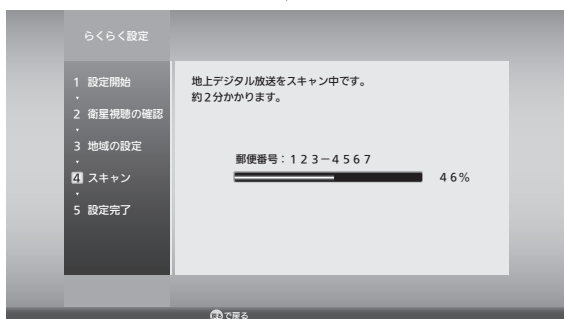 らくらく設定
1 設定開始
2 衛星視聴の確認
3 地域の設定
4 スキャン
5 設定完了
地上デジタル放送をスキャン中です。
約2分かかります。
郵便番号：123－4567
46%
戻るで戻る